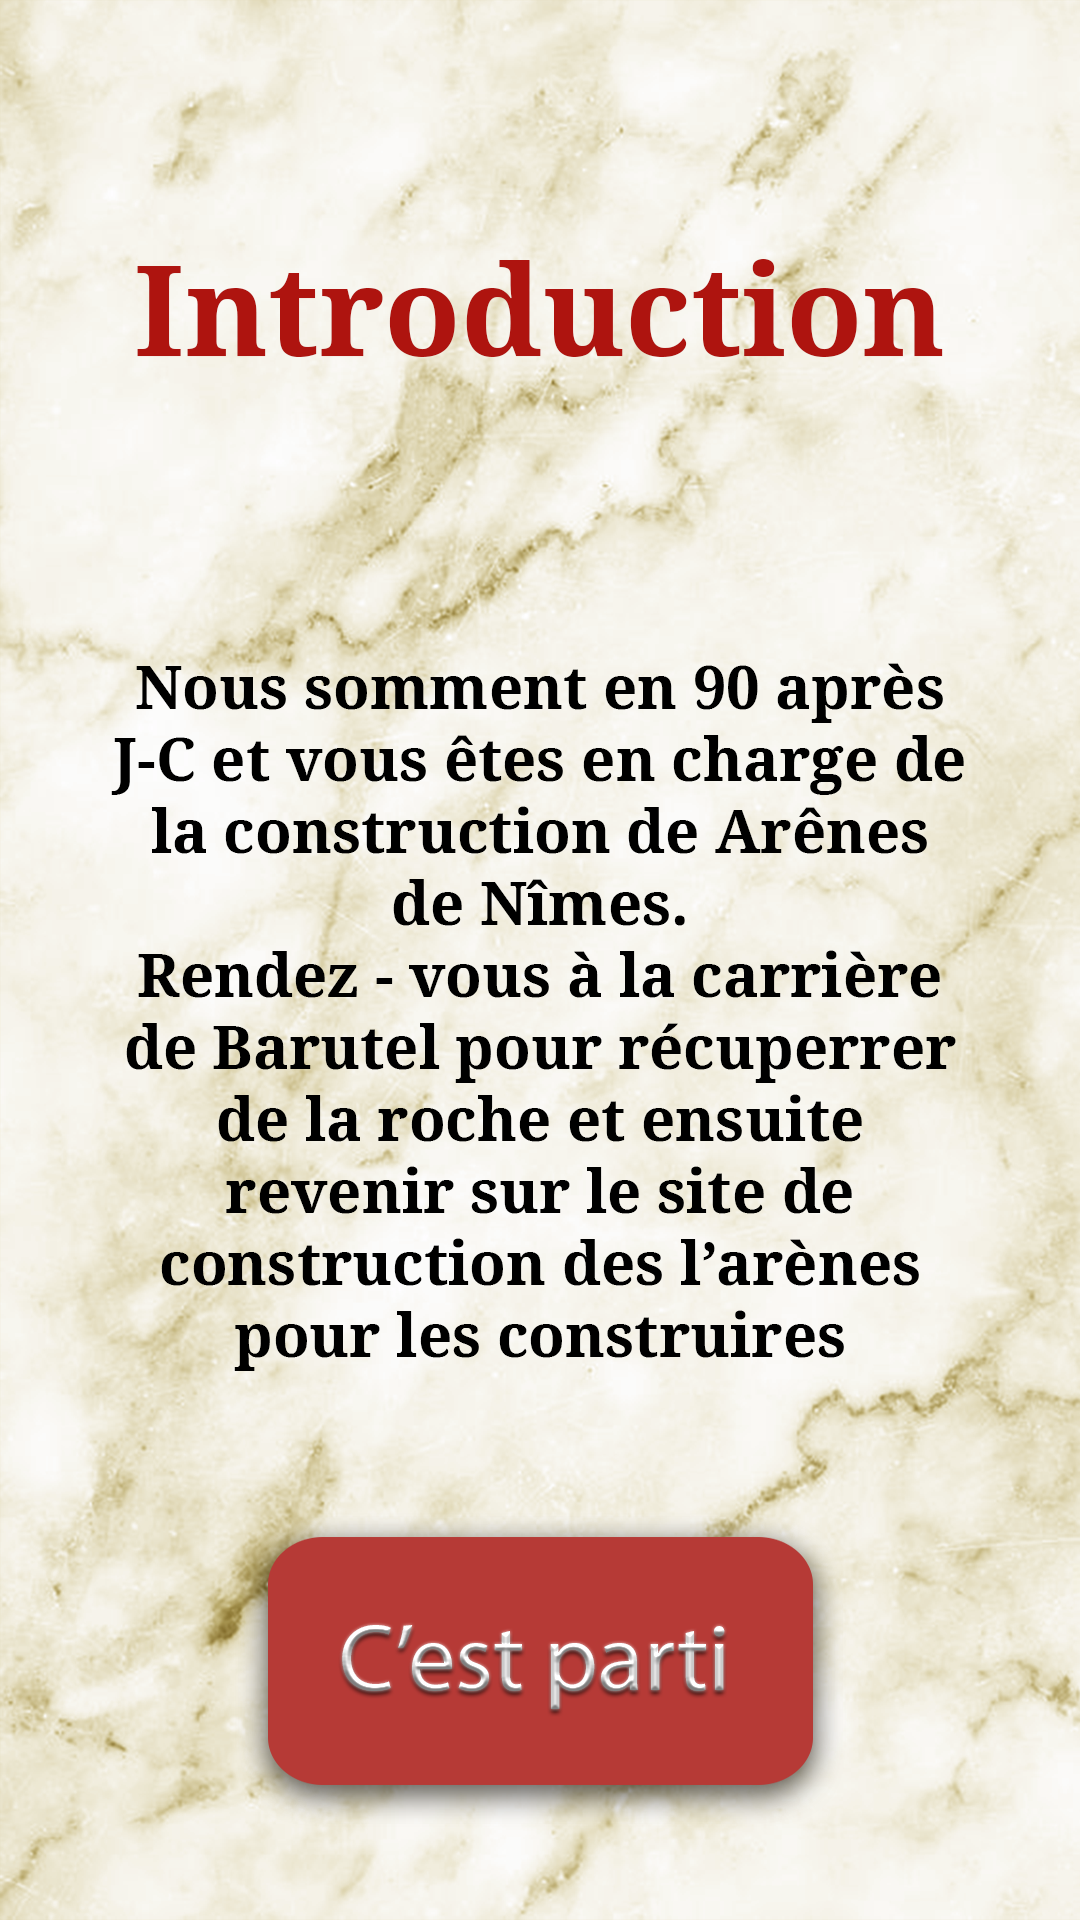 Introduction
Nous somment en 90 après
J-C et vous êtes en charge de
la construction de Arênes
de Nîmes.
Rendez - vous à la carrière
de Barutel pour récuperrer
de la roche et ensuite
revenir sur le site de
construction des l’arènes
pour les construires
C’est parti